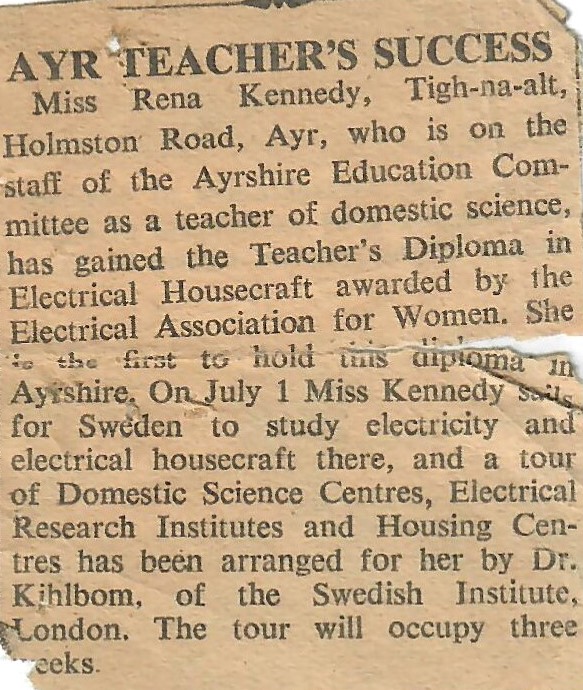 AYR TEACHER'S SUCCESS
Miss Rena Kennedy, Tigh-na-alt,
Holmston Road, Ayr, who is on the
staff of the Ayrshire Education Com-
mittee as a teacher of domestic science,
has gained the Teacher's Diploma in
Electrical Housecraft awarded by the
Electrical Association for Women. She
is the first to hold this diploma in
Ayrshire. On July 1 Miss Kennedy sails
for Sweden to study electricity and
electrical housecraft there, and a tour
of Domestic Science Centres, Electrical
Research Institutes and Housing Cen-
tres has been arranged for her by Dr.
Kihlbom, of the Swedish Institute,
London. The tour will occupy three
eeks.